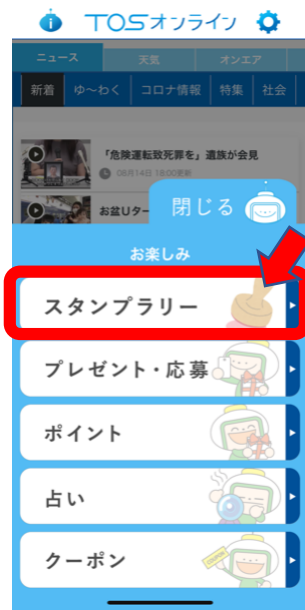 TOSオンライン
ニュース 天気 オンエア
新着 ゆ〜わく コロナ情報 特集 社会
「危険運転致死罪を」遺族が会見
08月14日 18:00更新
お盆Uター
閉じる
お楽しみ
スタンプラリー
プレゼント・応募
ポイント
占い
クーポン
COUPON